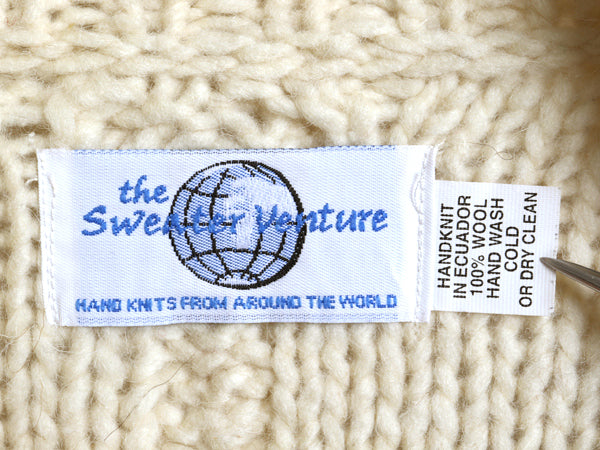 the
Sweater Venture
HAND KNITS FROM AROUND THE WORLD
HANDKNIT
IN ECUADOR
100% WOOL
HAND WASH
COLD
OR DRY CLEAN